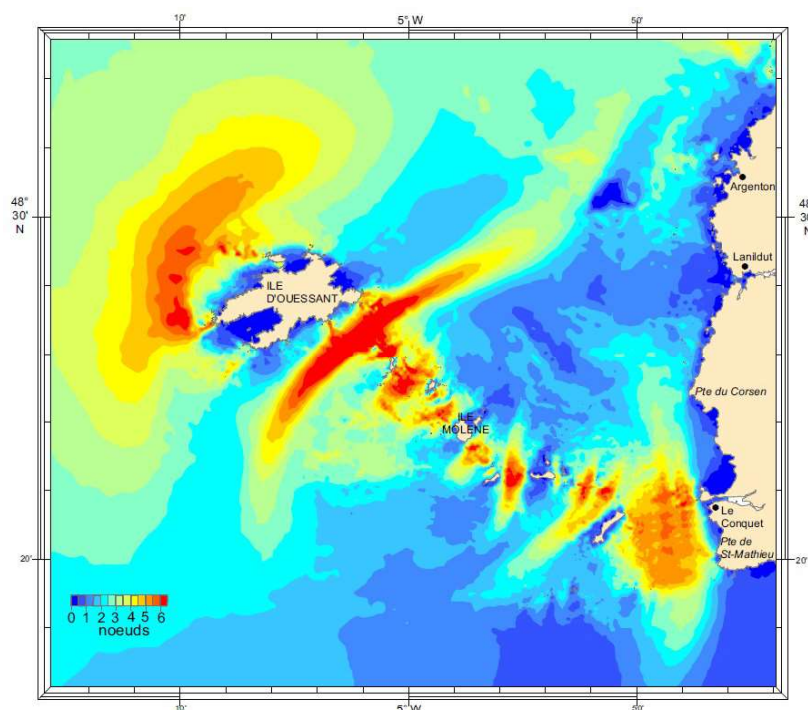 10'
5° W
50'
48°
30'
N
48°
30'
N
Argenton
Lanildut
ILE
D'OUESSANT
Pte du Corsen
ILE
MOLENE
Le
Conquet
Pte de
St-Mathieu
20'
20'
0 1 2 3 4 5 6
noeuds
10'
5° W
50'